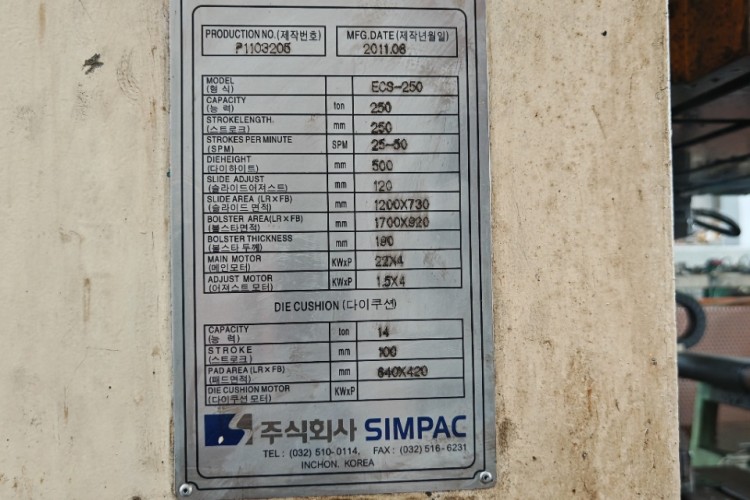 PRODUCTION NO.(제작번호) MFG.DATE (제작년월일)
P1103205 2011.06
MODEL ECS-250
(형 식)
CAPACITY ton 250
(능 력)
STROKELENGTH. mm 250
(스트로크)
STROKES PER MINUTE SPM 25-50
(SPM)
DIEHEIGHT mm 500
(다이하이트)
SLIDE ADJUST mm 120
(슬라이드어져스트)
SLIDE AREA (LR×FB) mm 1200X730
(슬라이드 면적)
BOLSTER AREA(LR×FB) mm 1700X920
(볼스타면적)
BOLSTER THICKNESS mm 190
(볼스타 두께)
MAIN MOTOR KW×P 22X4
(메인모터)
ADJUST MOTOR KW×P 1.5X4
(어져스트 모터)
DIE CUSHION (다이쿠션)
CAPACITY ton 14
(능 력)
STROKE mm 100
(스트로크)
PAD AREA (LR×FB) mm 640X420
(패드면적)
DIE CUSHION MOTOR KW×P
(다이쿠션 모터)
주식회사 SIMPAC
TEL : (032) 510-0114, FAX : (032) 516-6231
INCHON, KOREA